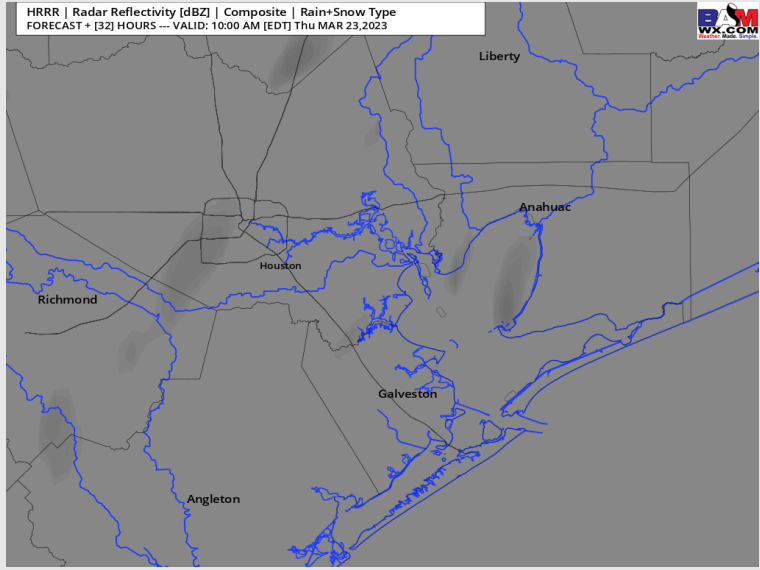 HRRR | Radar Reflectivity [dBZ] | Composite | Rain+Snow Type
FORECAST + [32] HOURS --- VALID: 10:00 AM [EDT] Thu MAR 23,2023
BAM
WX.COM
Weather. Made. Simple.
Liberty
Anahuac
Houston
Richmond
Galveston
Angleton